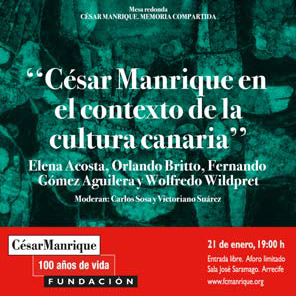 Mesa redonda
CÉSAR MANRIQUE. MEMORIA COMPARTIDA
“César Manrique en
el contexto de la
cultura canaria”
Elena Acosta, Orlando Britto, Fernando
Gómez Aguilera y Wolfredo Wildpret
Moderan: Carlos Sosa y Victoriano Suárez
CésarManrique
100 años de vida
FUNDACIÓN
21 de enero, 19:00 h
Entrada libre. Aforo limitado
Sala José Saramago. Arrecife
www.fcmanrique.org